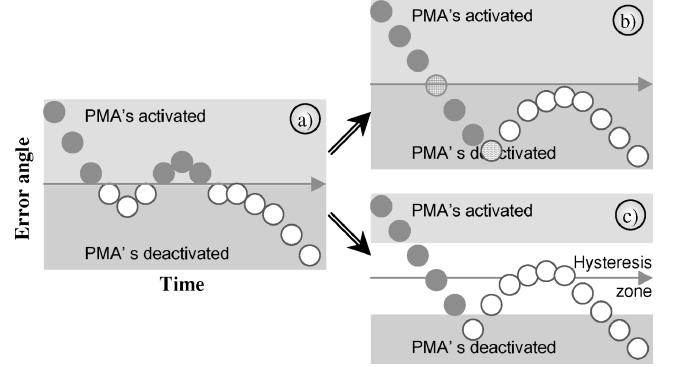 PMA's activated
a)
Error angle
PMA' s deactivated
Time
PMA's activated
b)
PMA' s deactivated
PMA's activated
c)
Hysteresis
zone
PMA' s deactivated